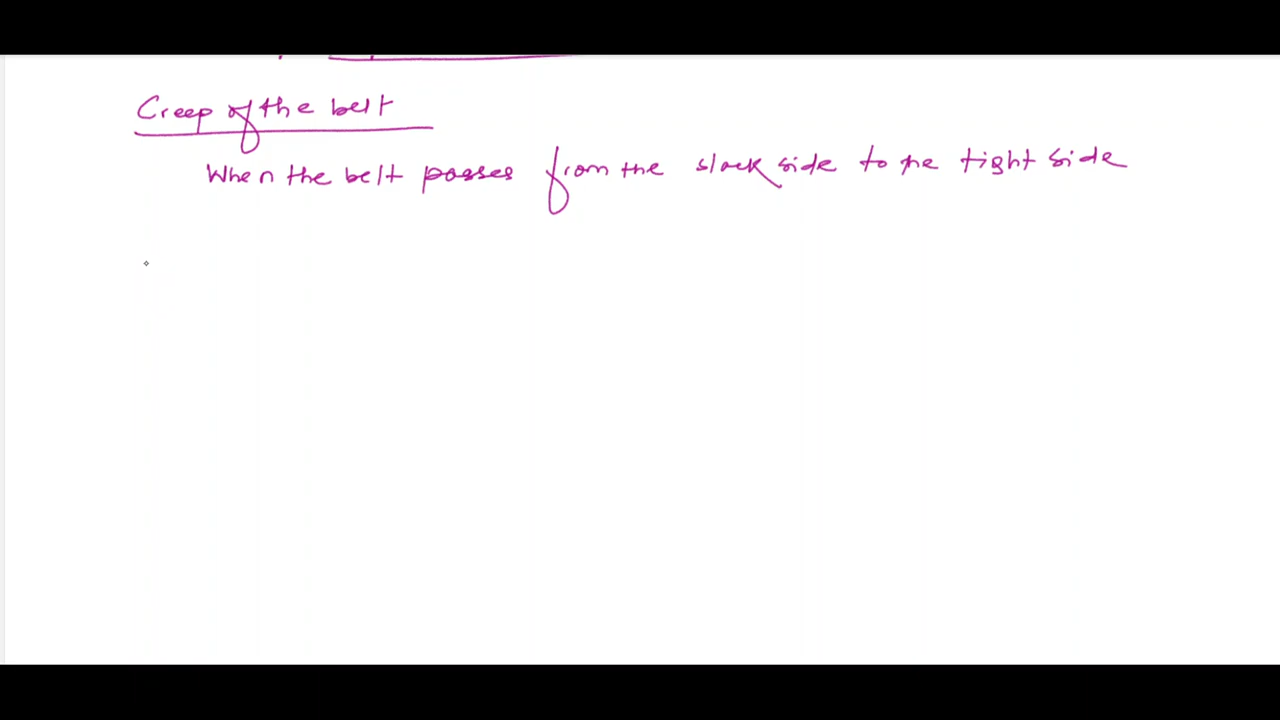 Creep of the belt
When the belt passes from the slack side to the tight side